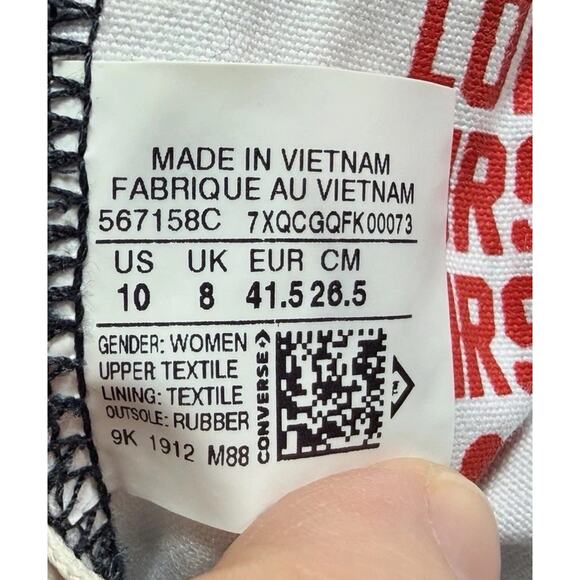 MADE IN VIETNAM
FABRIQUE AU VIETNAM
567158C 7XQCGQFK00073
US UK EUR CM
10 8 41.5 26.5
GENDER: WOMEN
UPPER TEXTILE
LINING: TEXTILE
OUTSOLE: RUBBER
9K 1912 M88
CONVERSE